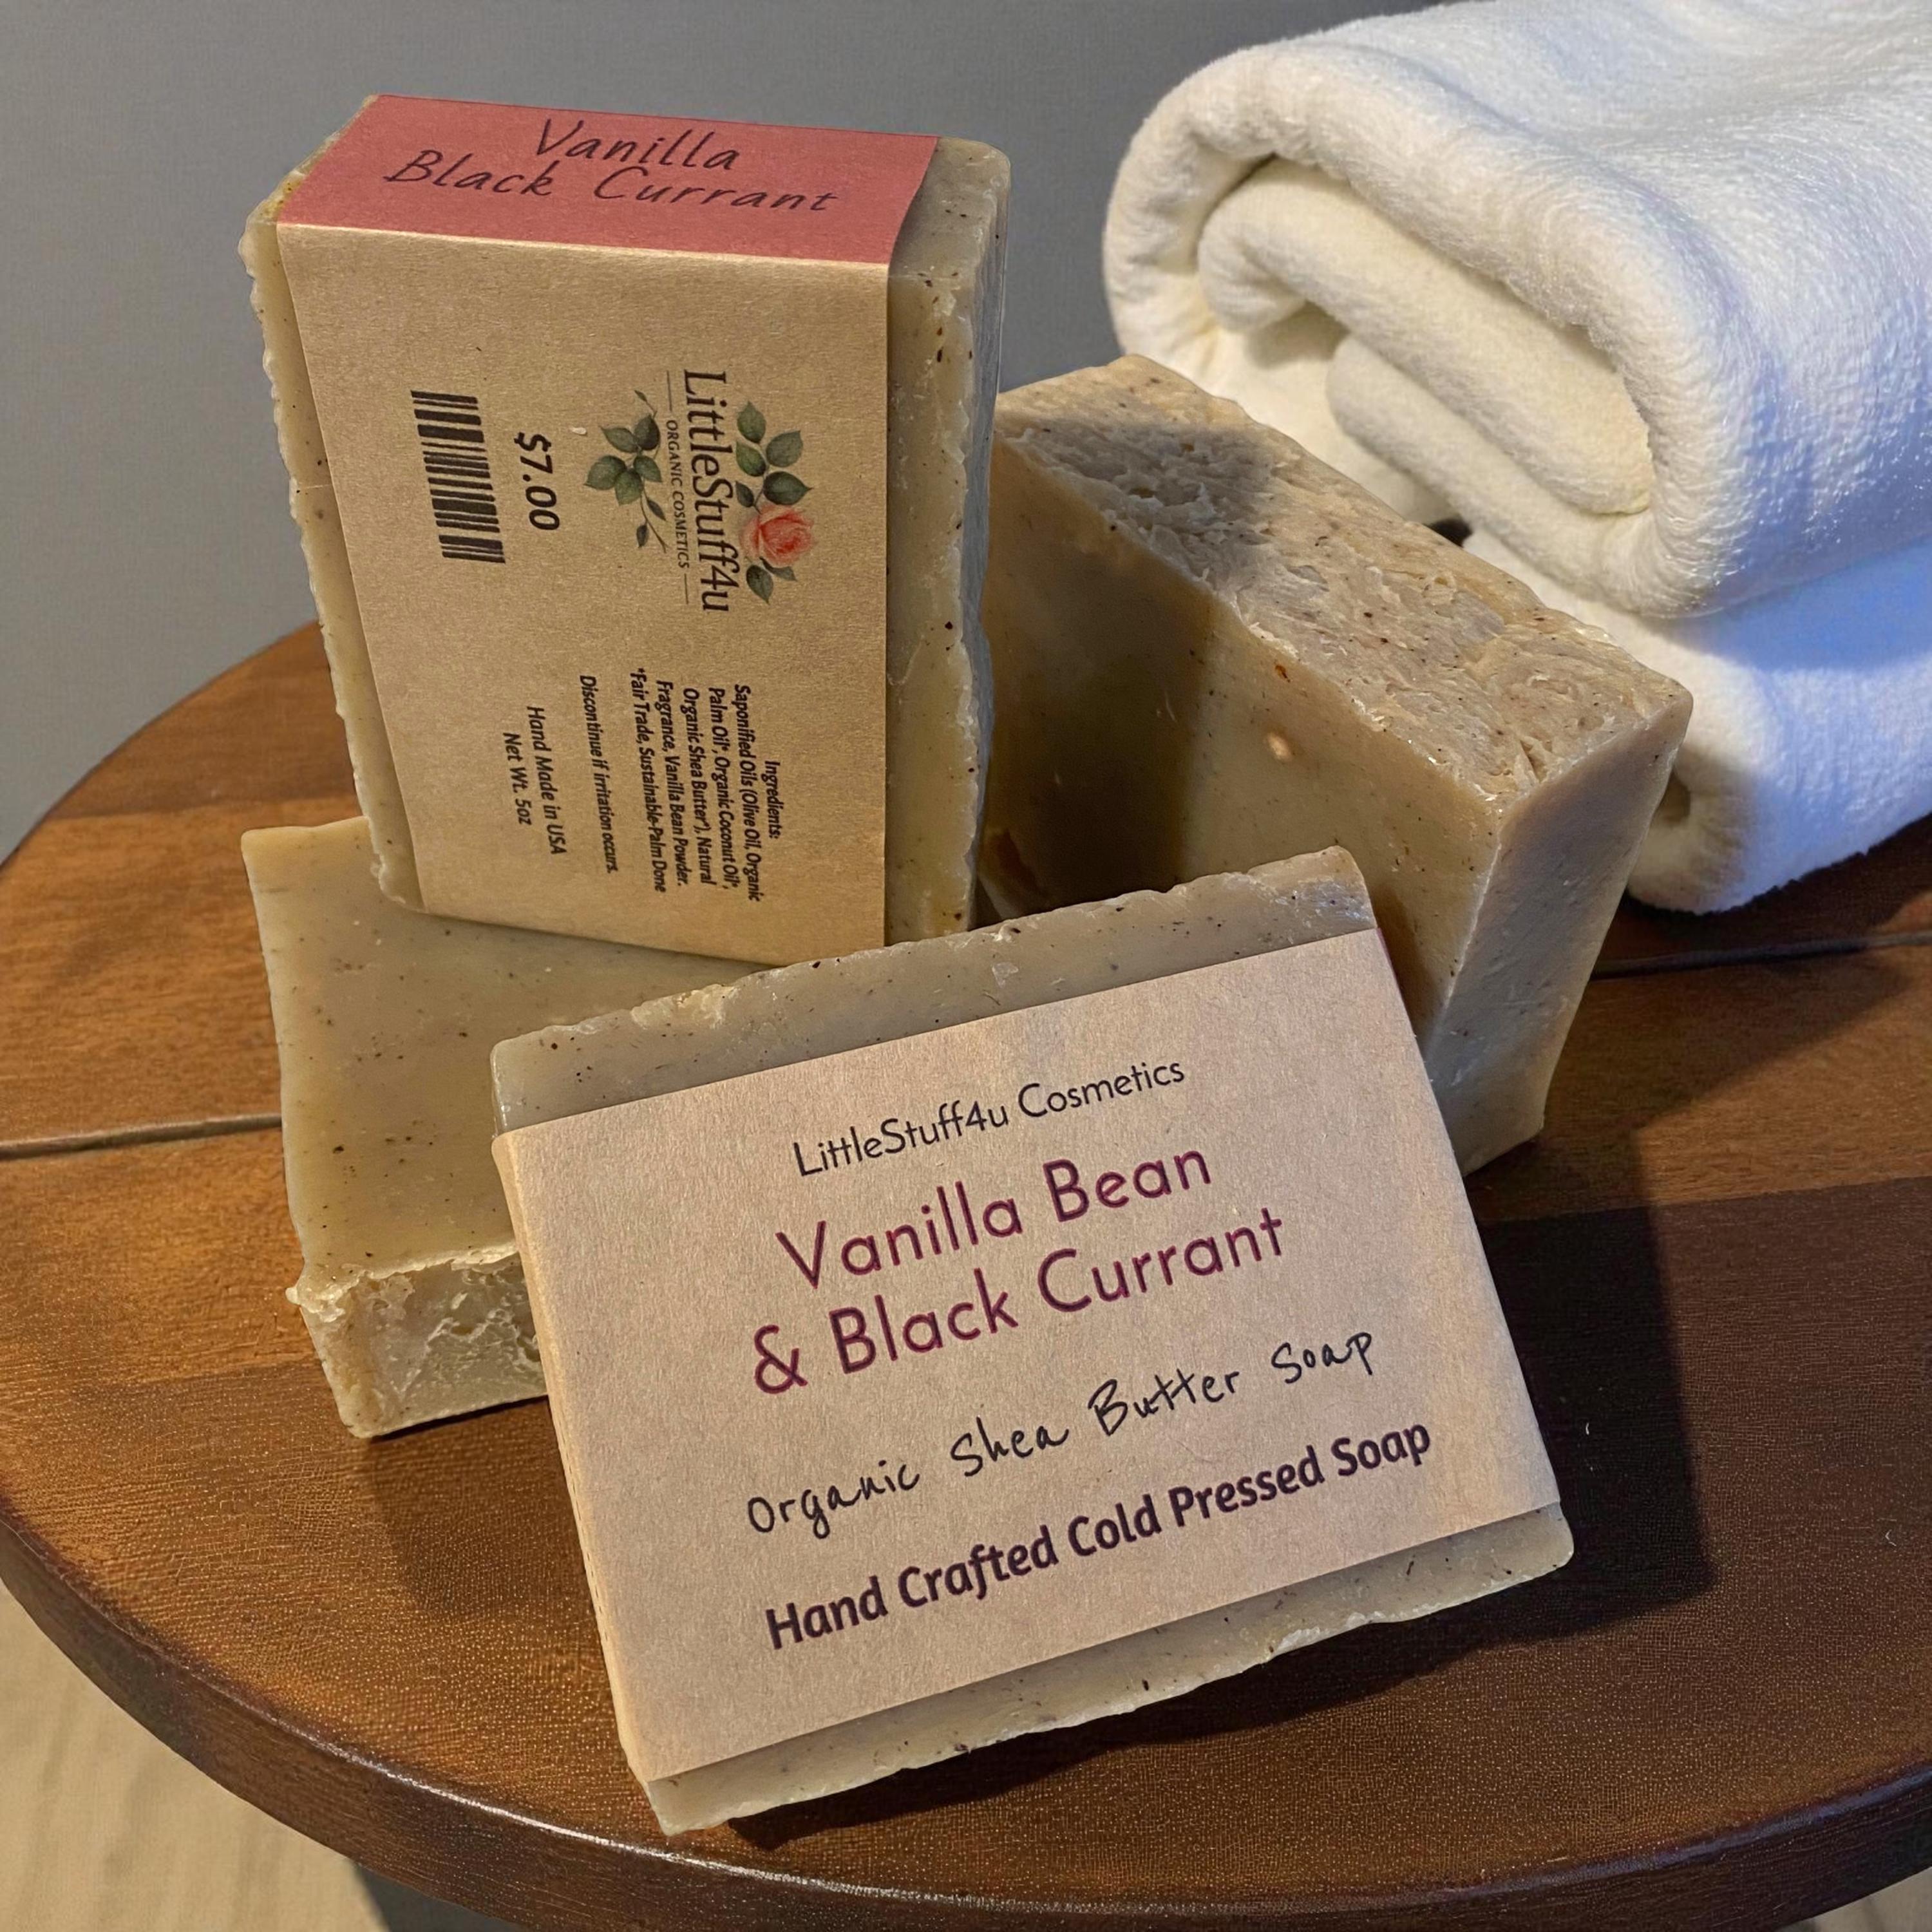 Vanilla
Black Currant
LittleStuff4u
ORGANIC COSMETICS
$7.00
Ingredients:
Saponified Oils (Olive Oil, Organic
Palm Oil*, Organic Coconut Oil*,
Organic Shea Butter*), Natural
Fragrance, Vanilla Bean Powder.
*Fair Trade, Sustainable-Palm Done
Discontinue if irritation occurs.
Hand Made in USA
Net Wt. 5oz
LittleStuff4u Cosmetics
Vanilla Bean
& Black Currant
Organic Shea Butter Soap
Hand Crafted Cold Pressed Soap